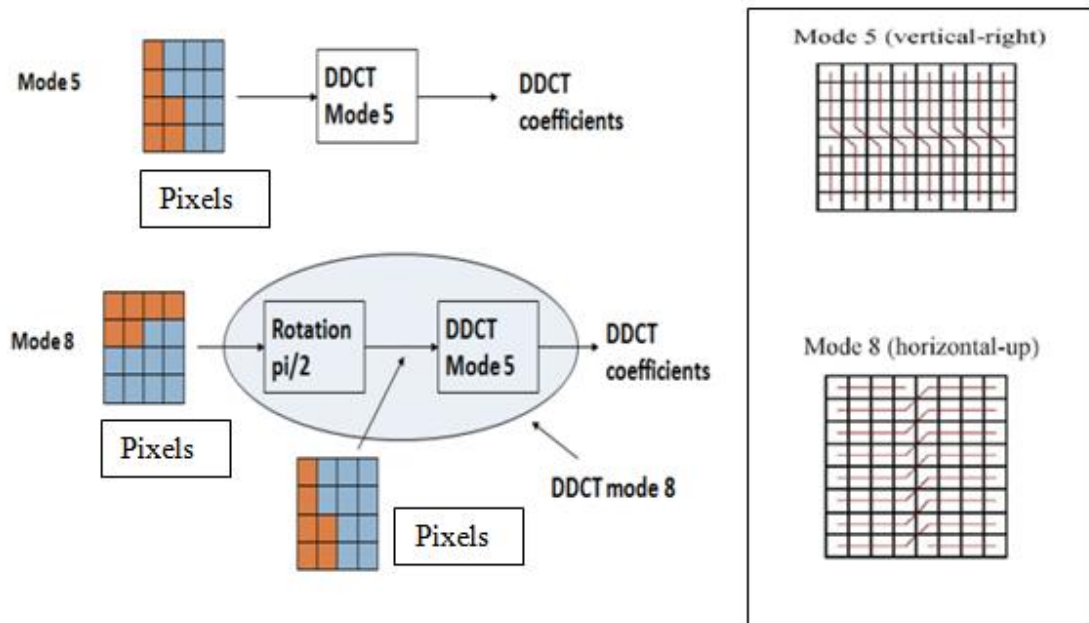 Mode 5
DDCT
Mode 5
DDCT
coefficients
Pixels
Mode 8
Rotation
pi/2
DDCT
Mode 5
DDCT
coefficients
Pixels
Pixels
DDCT mode 8
Mode 5 (vertical-right)
Mode 8 (horizontal-up)